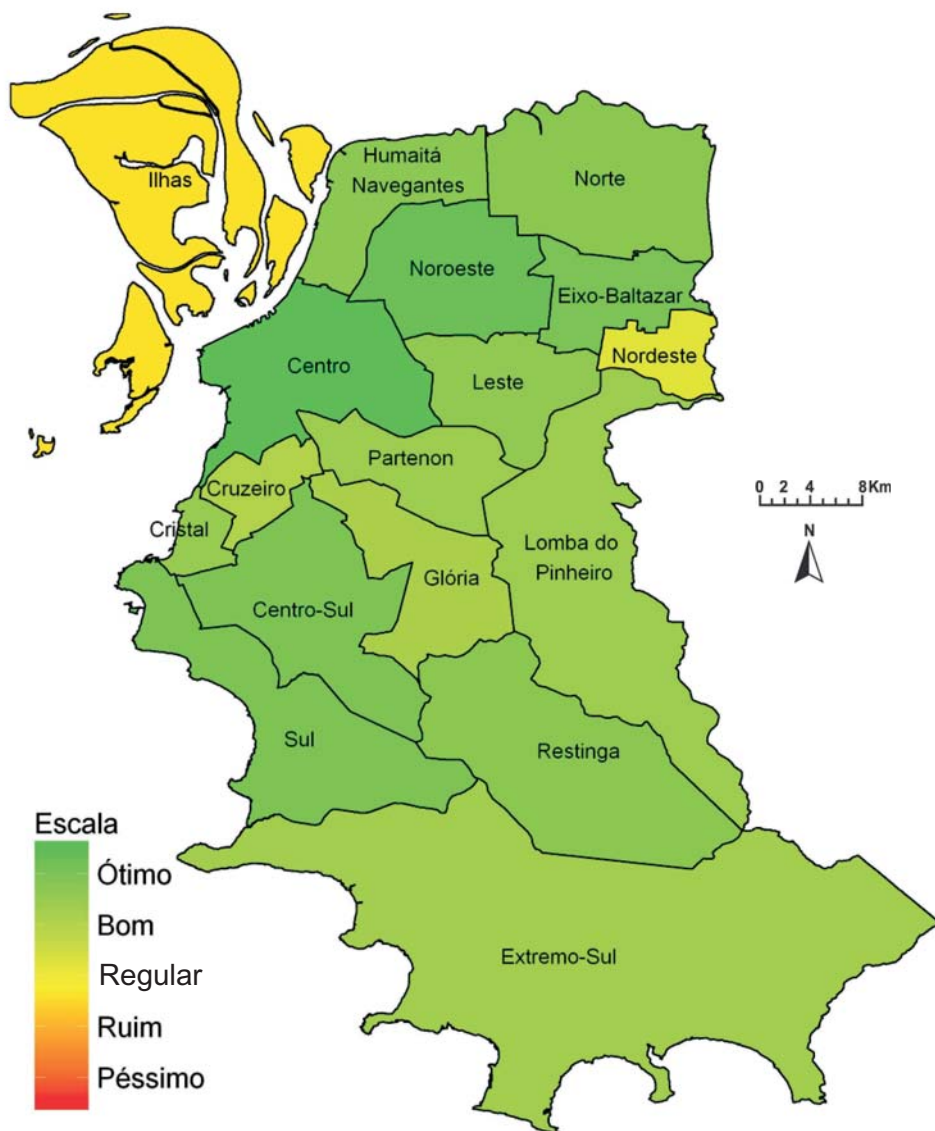 Humaitá
Navegantes
Norte
Ilhas
Noroeste
Eixo-Baltazar
Nordeste
Centro
Leste
Partenon
Cruzeiro
Cristal
Lomba do
Pinheiro
Glória
Centro-Sul
Sul
Restinga
Extremo-Sul
0 2 4 8Km
N
Escala
Ótimo
Bom
Regular
Ruim
Péssimo